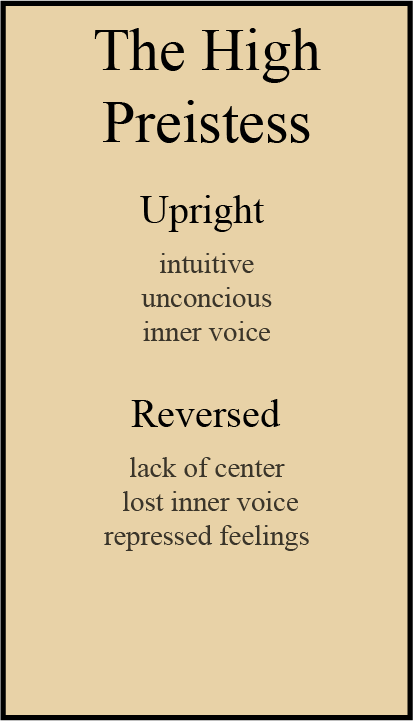 The High
Preistess
Upright
intuitive
unconcious
inner voice
Reversed
lack of center
lost inner voice
repressed feelings